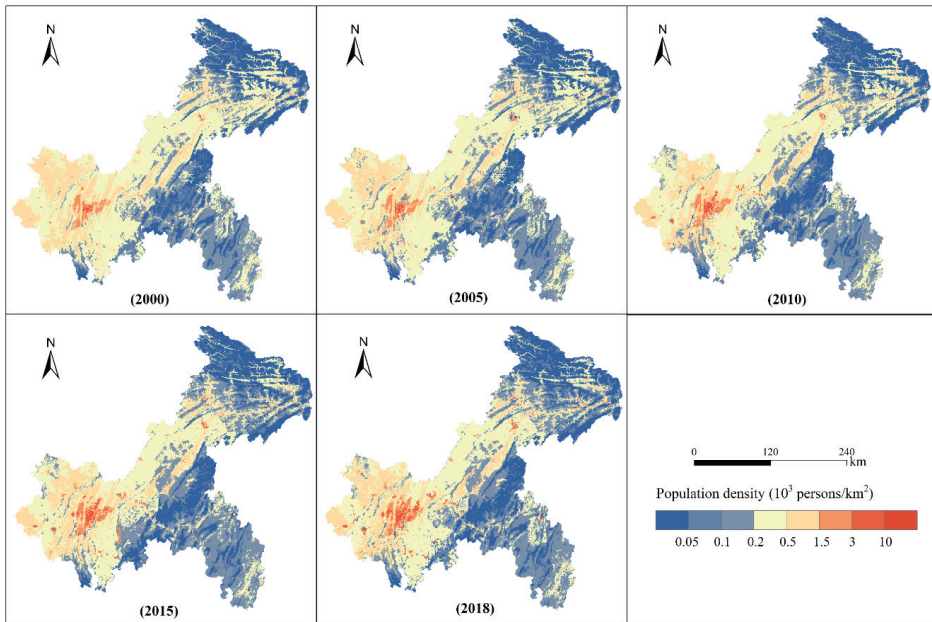 N
N
N
(2000)
(2005)
(2010)
N
N
0 120 240
km
Population density (10³ persons/km²)
0.05 0.1 0.2 0.5 1.5 3 10
(2015)
(2018)